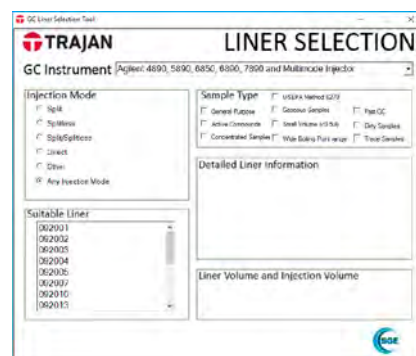 GC Liner Selection Tool
TRAJAN
LINER SELECTION
GC Instrument
Agilent 4890, 5890, 6850, 6890, 7890 and Multimode Injector
Injection Mode
Split
Splitless
Split/Splitless
Direct
Other
Any Injection Mode
Sample Type
USEPA Method 5270
General Purpose
Gaseous Samples
Fast GC
Active Compounds
Small Volume
Dirty Samples
Concentrated Samples
Wide Boiling Point range
Trace Samples
Suitable Liner
092001
092002
092003
092004
092005
092007
092010
092013
Detailed Liner Information
Liner Volume and Injection Volume
SGE